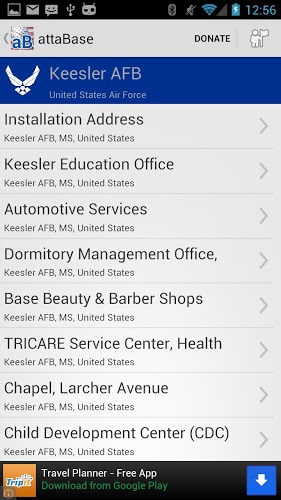 12:56
aB
attaBase
DONATE
Keesler AFB
United States Air Force
Installation Address
Keesler AFB, MS, United States
Keesler Education Office
Keesler AFB, MS, United States
Automotive Services
Keesler AFB, MS, United States
Dormitory Management Office,
Keesler AFB, MS, United States
Base Beauty & Barber Shops
Keesler AFB, MS, United States
TRICARE Service Center, Health
Keesler AFB, MS, United States
Chapel, Larcher Avenue
Keesler AFB, MS, United States
Child Development Center (CDC)
Keesler AFB, MS, United States
TripIt
Travel Planner - Free App
Download from Google Play